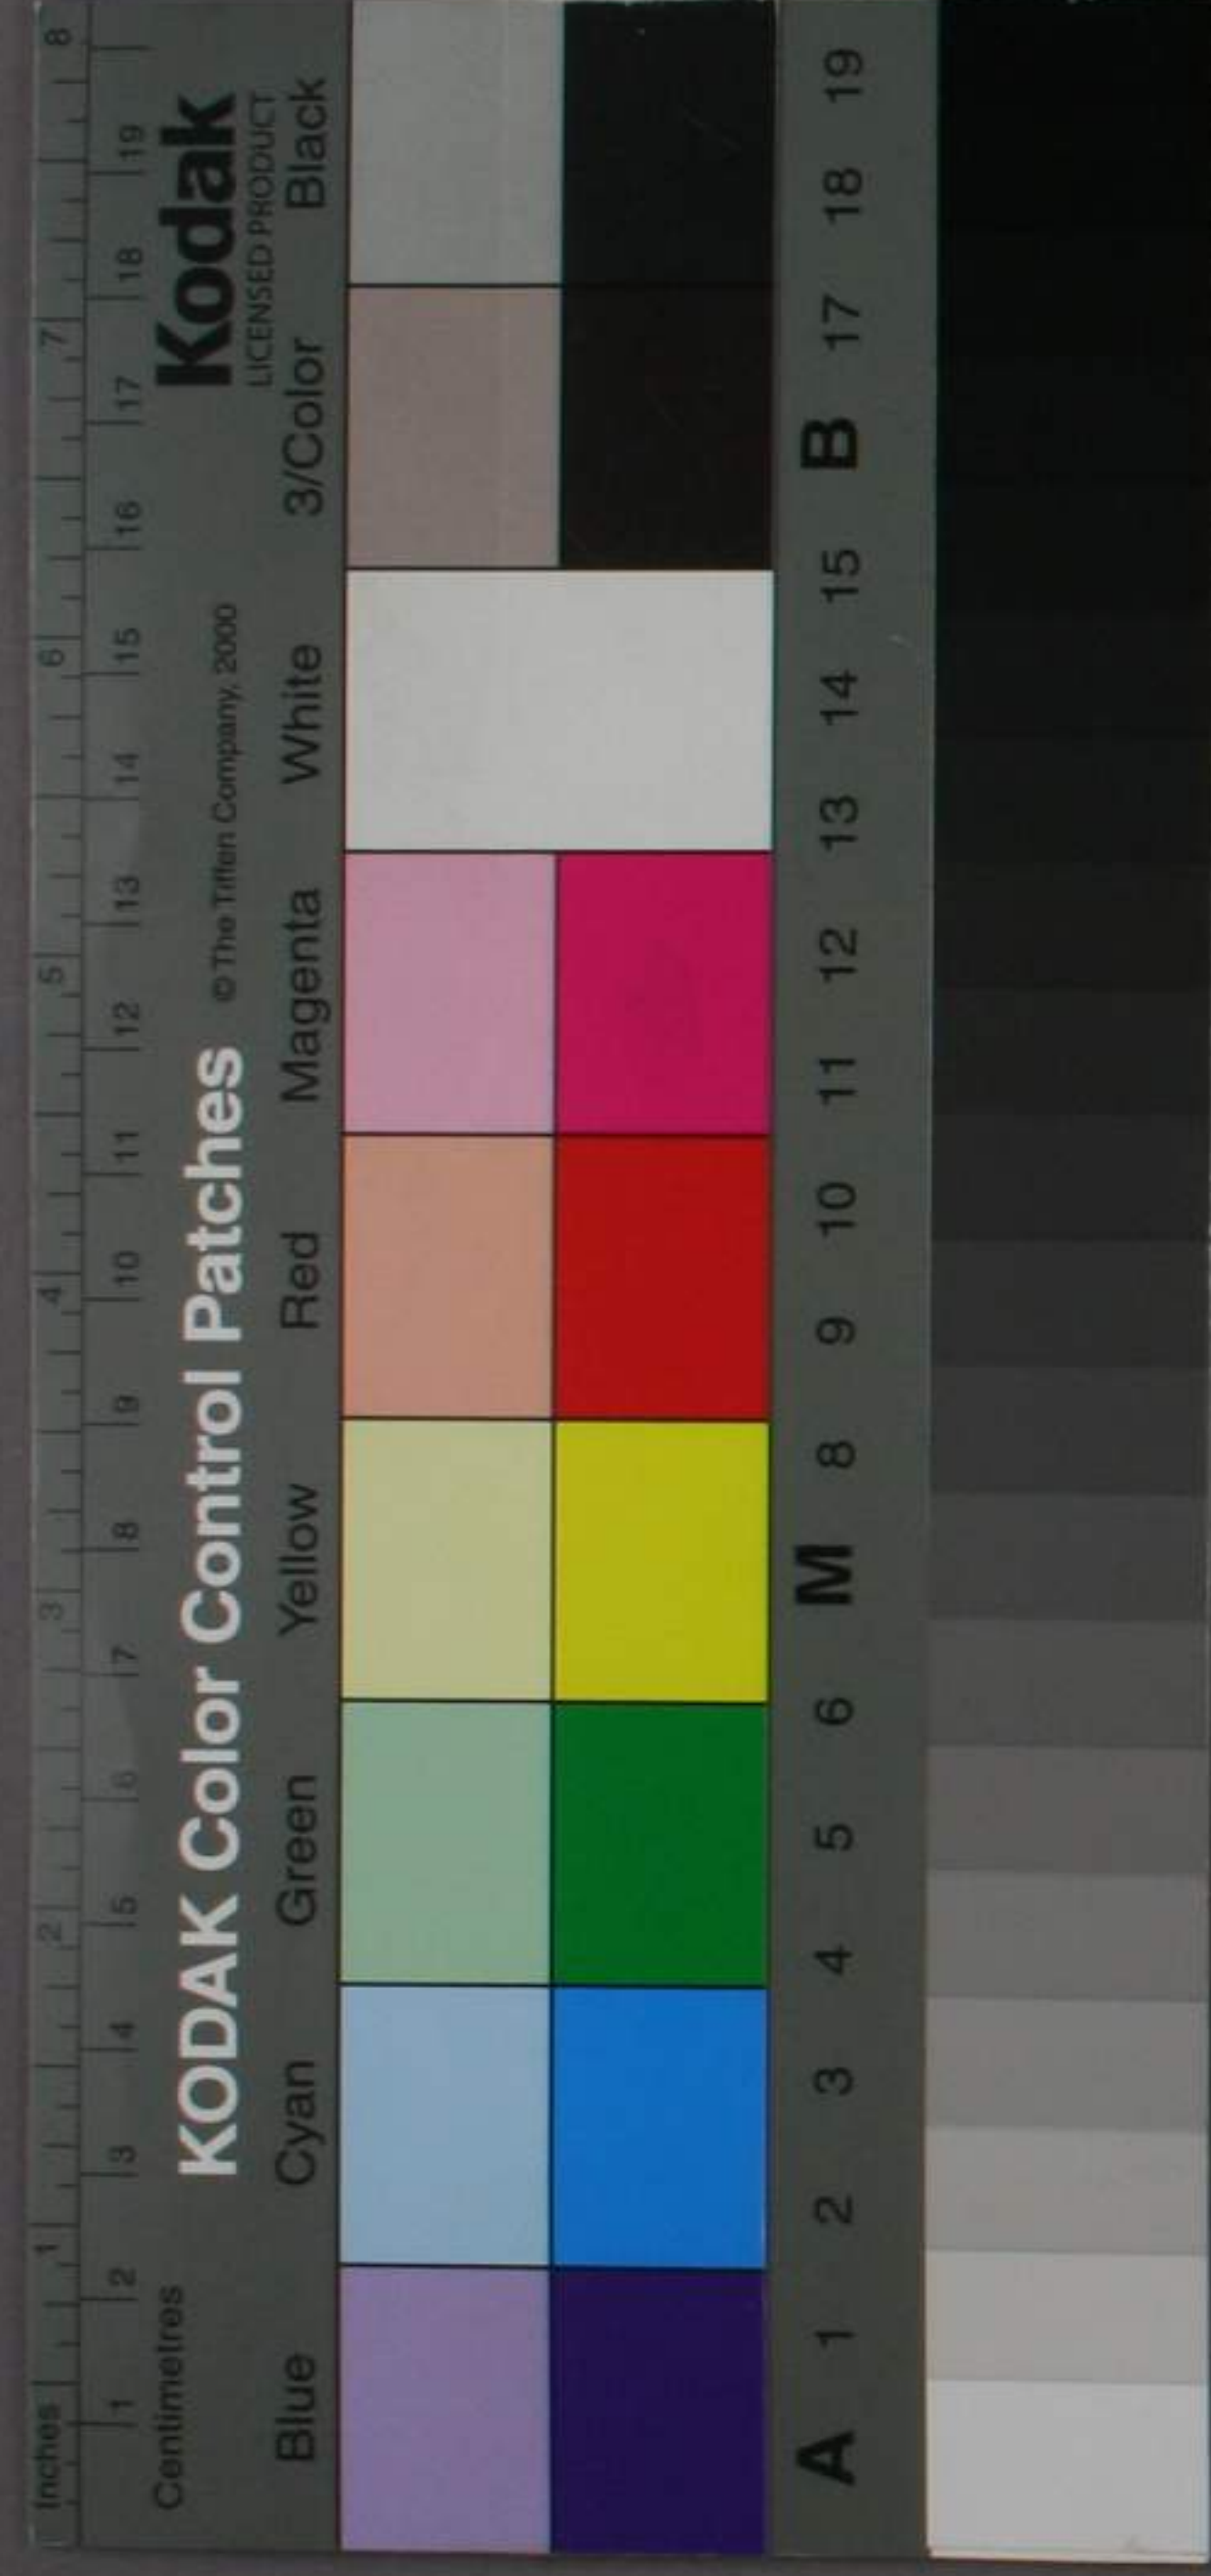 Inches 1 2 3 4 5 6 7 8
1 2 3 4 5 6 7 8 9 10 11 12 13 14 15 16 17 18 19
Centimetres
KODAK Color Control Patches © The Tiffen Company, 2000 Kodak
LICENSED PRODUCT
Blue Cyan Green Yellow Red Magenta White 3/Color Black
A 1 2 3 4 5 6 M 8 9 10 11 12 13 14 15 B 17 18 19